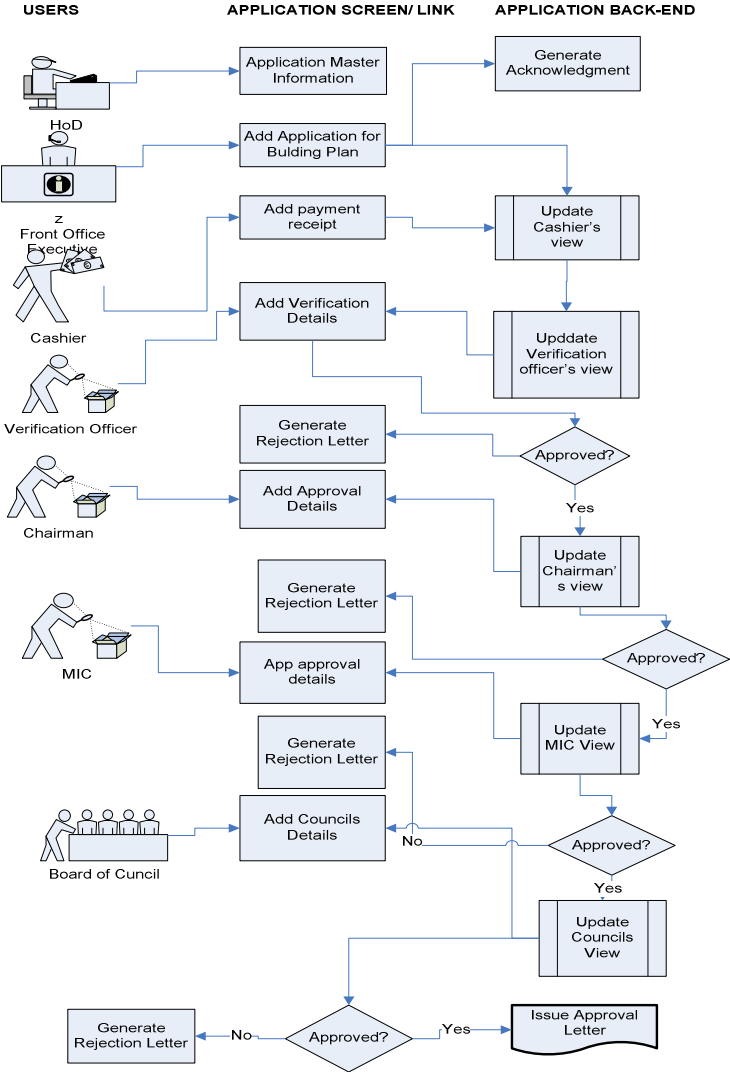 USERS
APPLICATION SCREEN/ LINK
APPLICATION BACK-END
Application Master
Information
Generate
Acknowledgment
HoD
Add Application for
Bulding Plan
z
Front Office
Executive
Add payment
receipt
Update
Cashier's
view
Cashier
Add Verification
Details
Upddate
Verification
officer's view
Verification Officer
Generate
Rejection Letter
Approved?
Yes
Chairman
Add Approval
Details
Update
Chairman'
s view
Generate
Rejection Letter
Approved?
Yes
MIC
App approval
details
Update
MIC View
Generate
Rejection Letter
No
Approved?
Yes
Board of Cuncil
Add Councils
Details
Update
Councils
View
Generate
Rejection Letter
No
Approved?
Yes
Issue Approval
Letter